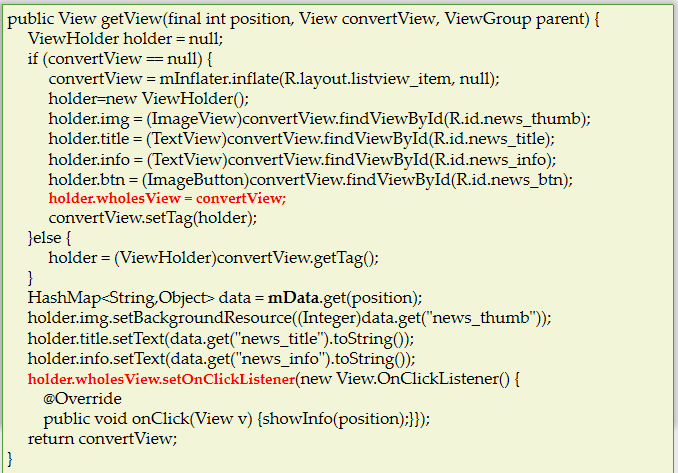 public View getView(final int position, View convertView, ViewGroup parent) {
ViewHolder holder = null;
if (convertView == null) {
convertView = mInflater.inflate(R.layout.listview_item, null);
holder=new ViewHolder();
holder.img = (ImageView)convertView.findViewById(R.id.news_thumb);
holder.title = (TextView)convertView.findViewById(R.id.news_title);
holder.info = (TextView)convertView.findViewById(R.id.news_info);
holder.btn = (ImageButton)convertView.findViewById(R.id.news_btn);
holder.wholesView = convertView;
convertView.setTag(holder);
}else {
holder = (ViewHolder)convertView.getTag();
}
HashMap<String,Object> data = mData.get(position);
holder.img.setBackgroundResource((Integer)data.get("news_thumb"));
holder.title.setText(data.get("news_title").toString());
holder.info.setText(data.get("news_info").toString());
holder.wholesView.setOnClickListener(new View.OnClickListener() {
@Override
public void onClick(View v) {showInfo(position);}});
return convertView;
}